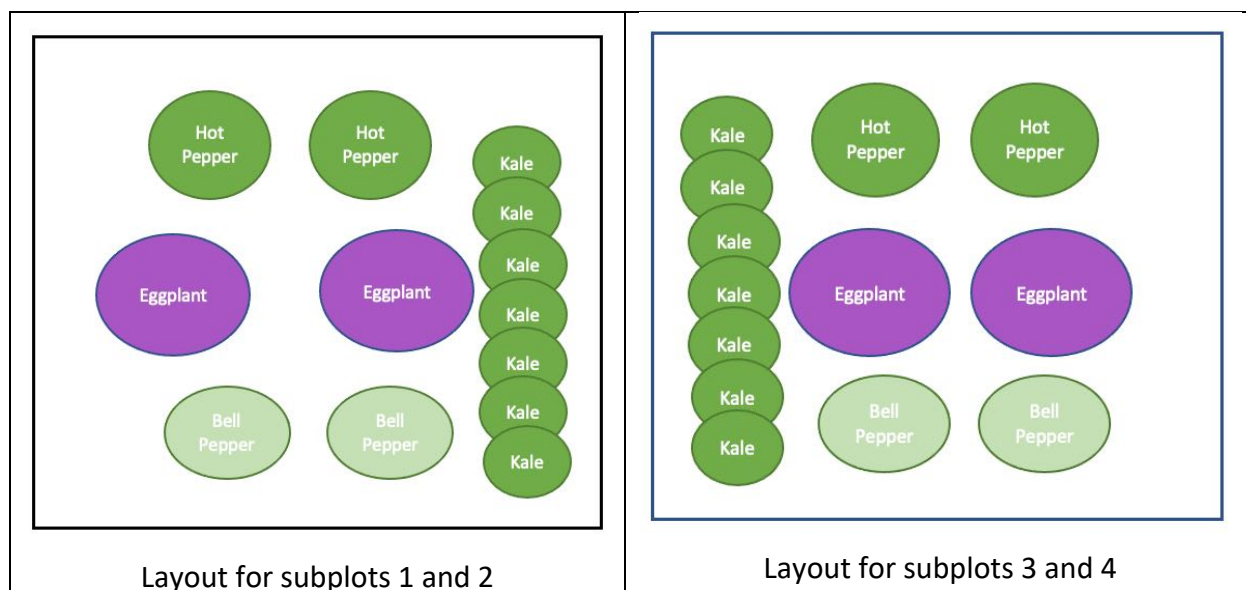 Hot
Pepper
Hot
Pepper
Kale
Kale
Kale
Kale
Kale
Kale
Kale
Eggplant
Eggplant
Bell
Pepper
Bell
Pepper
Layout for subplots 1 and 2
Kale
Kale
Kale
Kale
Kale
Kale
Kale
Hot
Pepper
Hot
Pepper
Eggplant
Eggplant
Bell
Pepper
Bell
Pepper
Layout for subplots 3 and 4